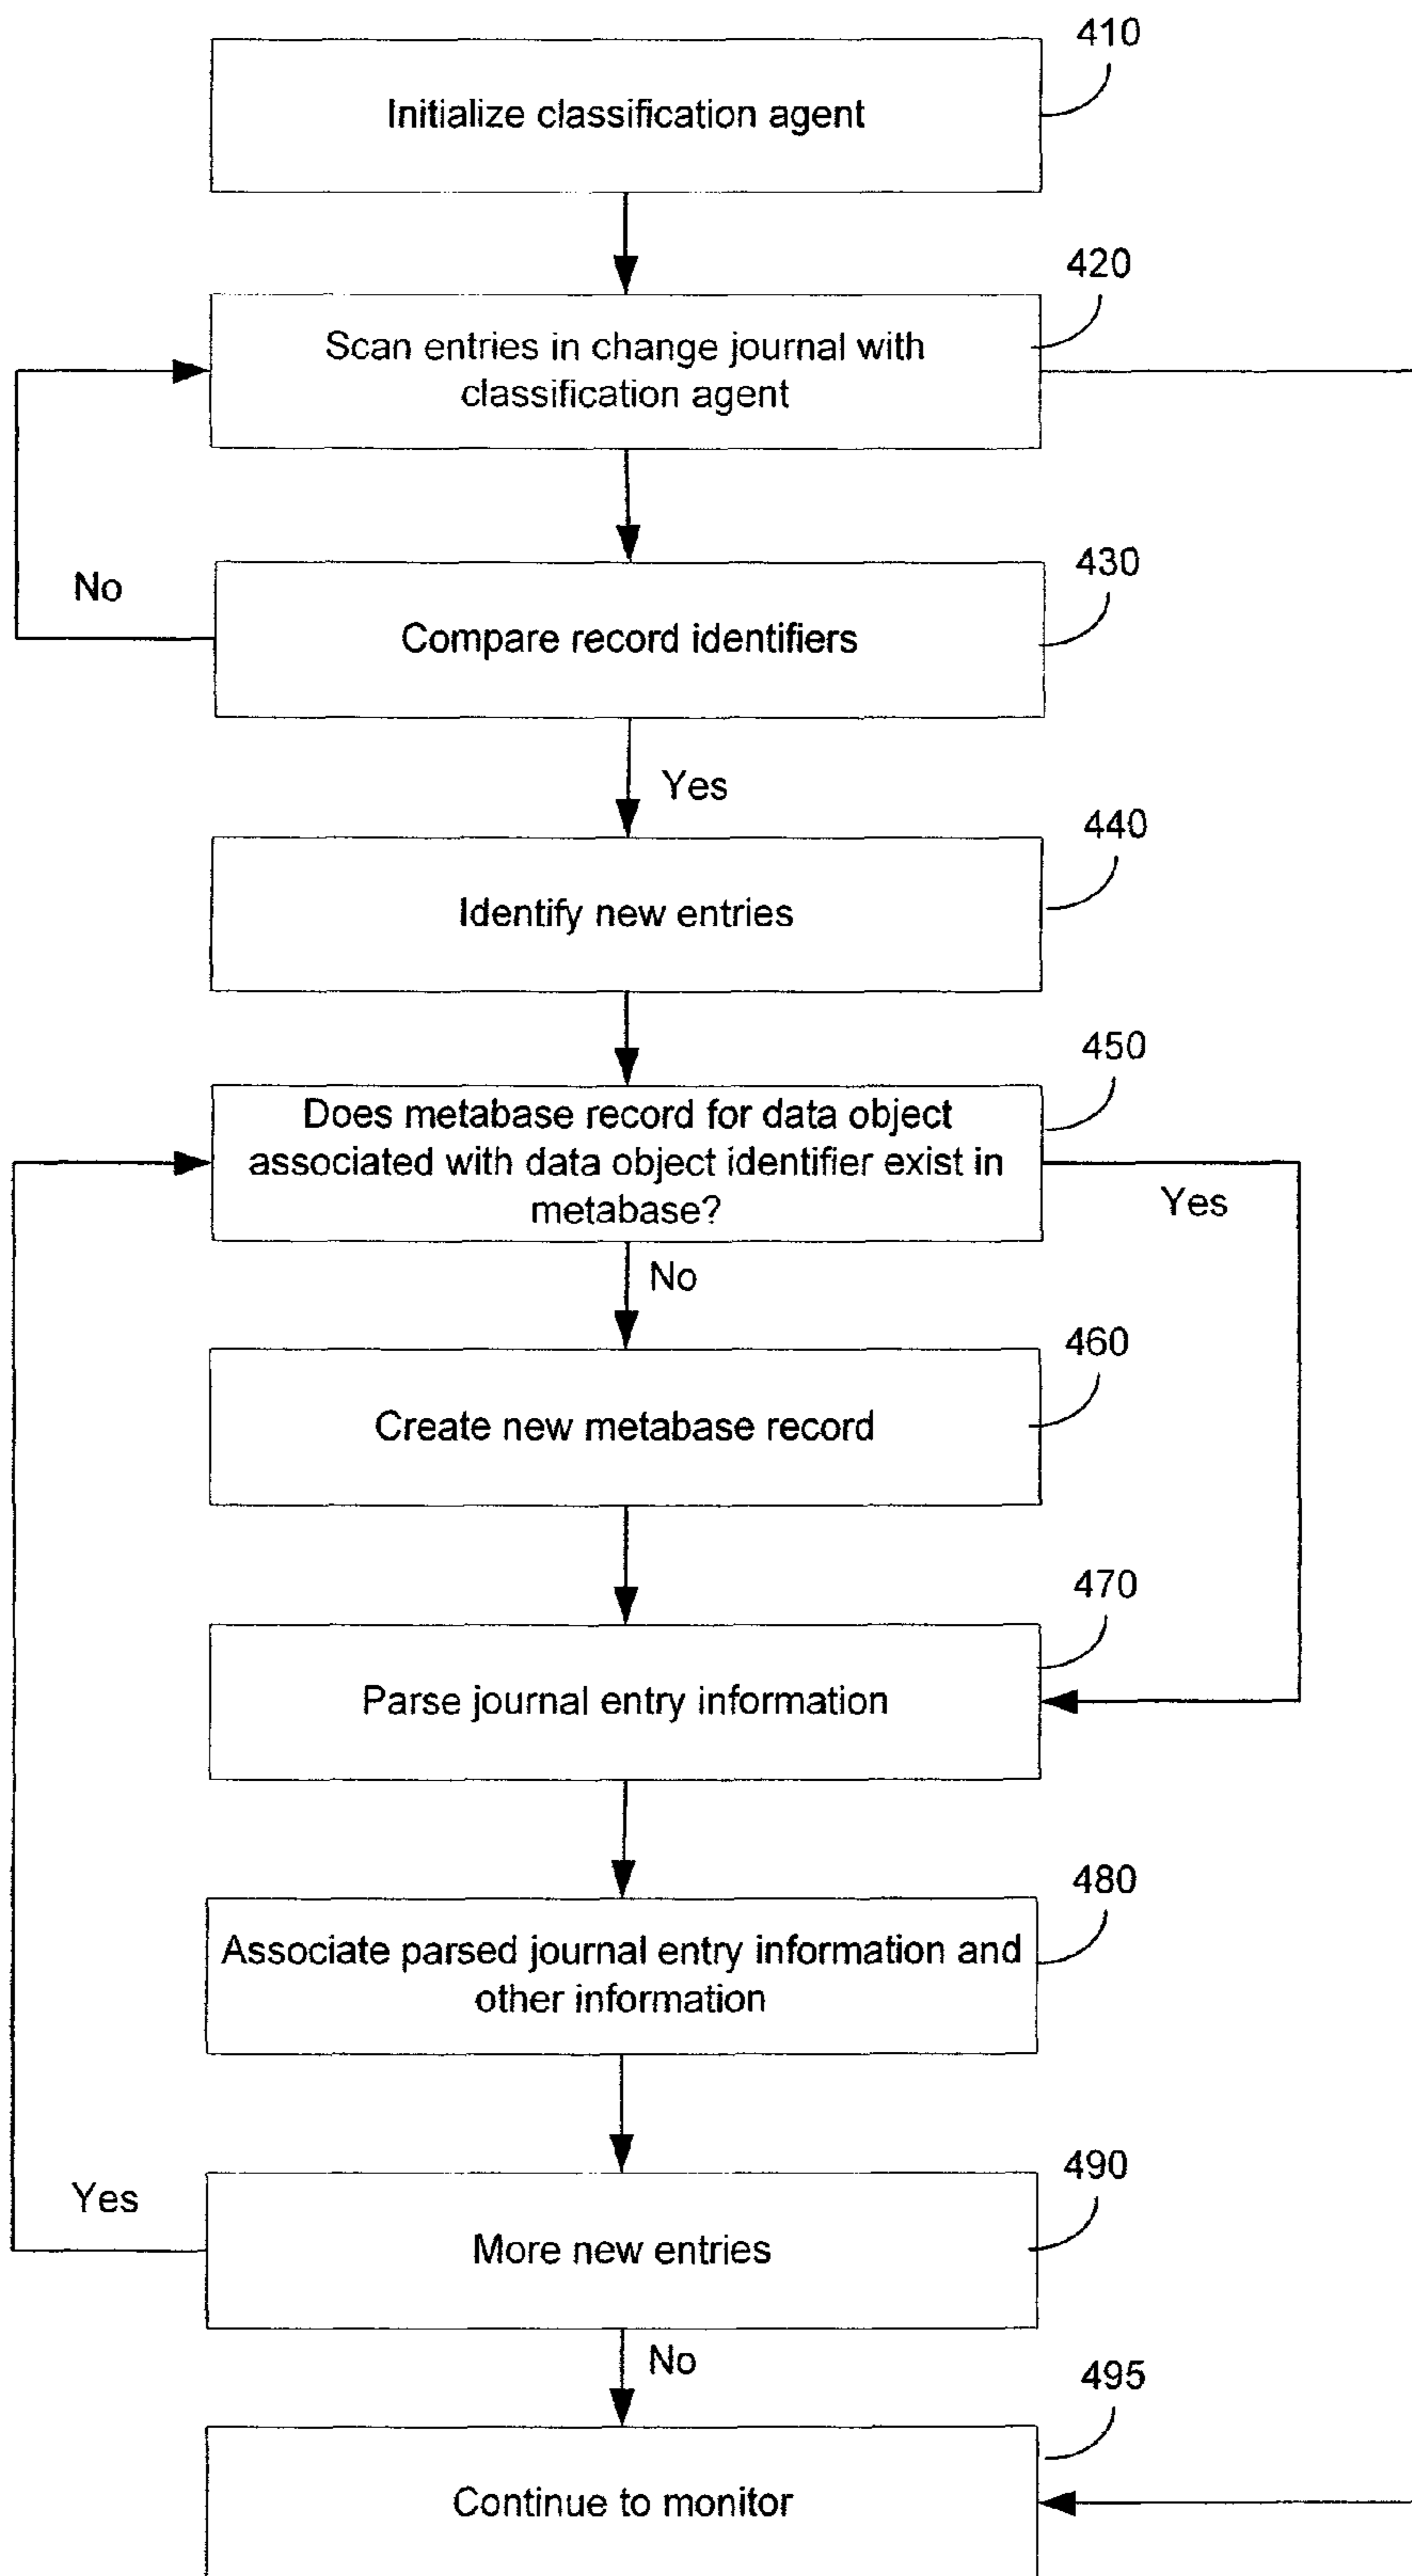 410
Initialize classification agent
420
Scan entries in change journal with
classification agent
430
No
Compare record identifiers
Yes
440
Identify new entries
450
Does metabase record for data object
associated with data object identifier exist in
metabase?
Yes
No
460
Create new metabase record
470
Parse journal entry information
480
Associate parsed journal entry information and
other information
490
Yes
More new entries
No
495
Continue to monitor